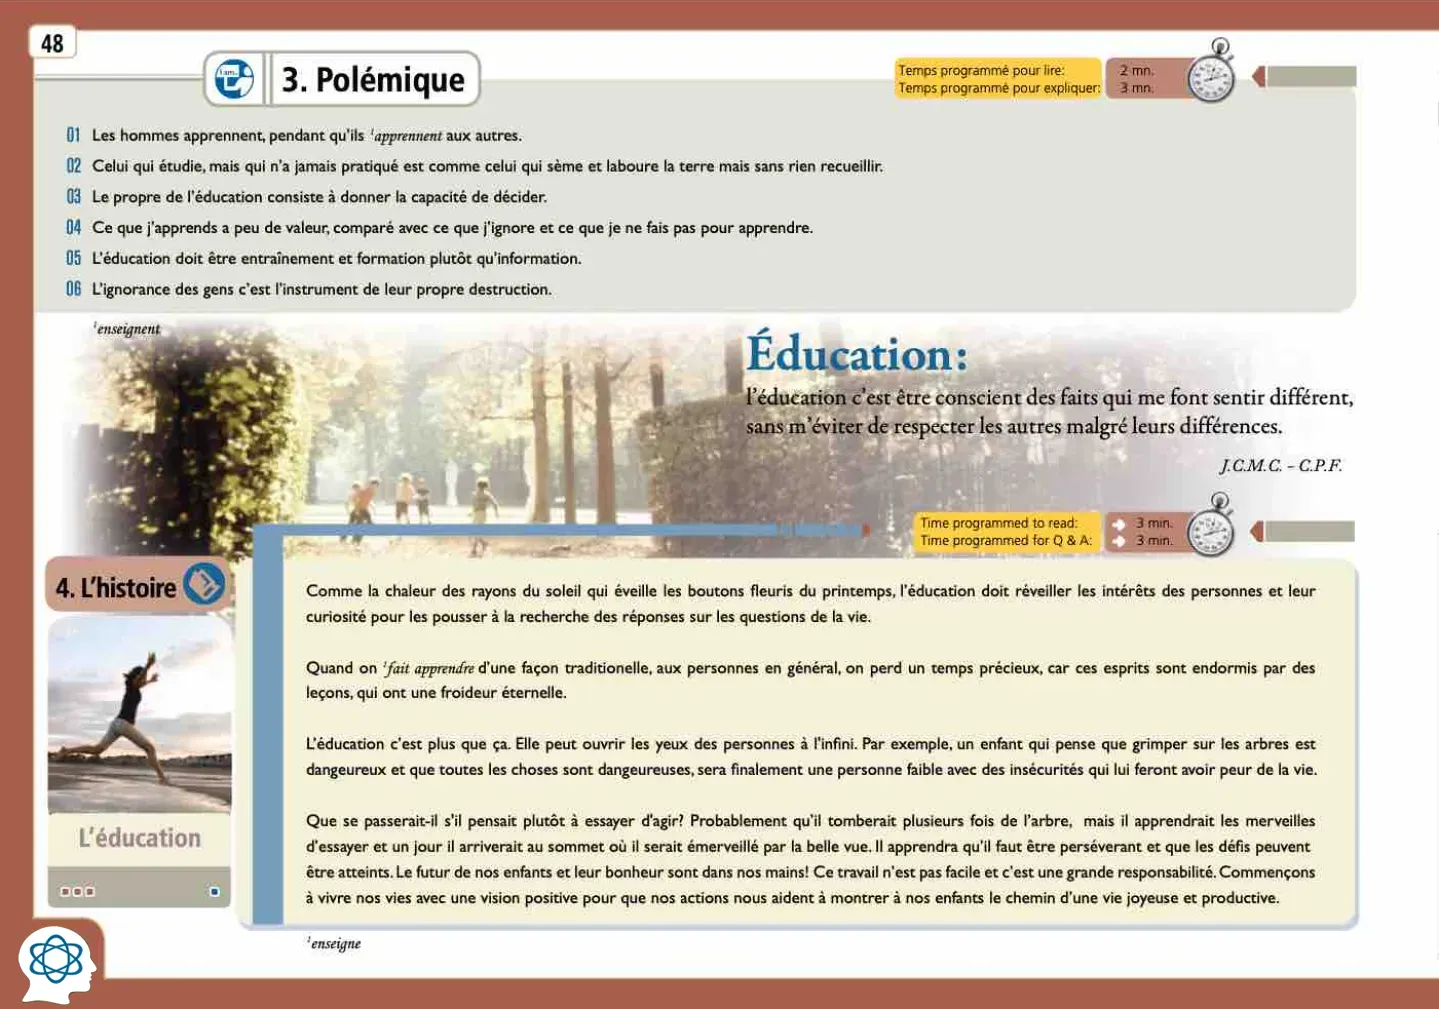 48
I am...
3. Polémique
Temps programmé pour lire: 2 mn.
Temps programmé pour expliquer: 3 mn.
01 Les hommes apprennent, pendant qu'ils ¹apprennent aux autres.
02 Celui qui étudie, mais qui n'a jamais pratiqué est comme celui qui sème et laboure la terre mais sans rien recueillir.
03 Le propre de l'éducation consiste à donner la capacité de décider.
04 Ce que j'apprends a peu de valeur, comparé avec ce que j'ignore et ce que je ne fais pas pour apprendre.
05 L'éducation doit être entraînement et formation plutôt qu'information.
06 L'ignorance des gens c'est l'instrument de leur propre destruction.
¹enseignent
Éducation:
l'éducation c'est être conscient des faits qui me font sentir différent,
sans m'éviter de respecter les autres malgré leurs différences.
J.C.M.C. - C.P.F.
Time programmed to read: 3 min.
Time programmed for Q & A: 3 min.
4. L'histoire
Comme la chaleur des rayons du soleil qui éveille les boutons fleuris du printemps, l'éducation doit réveiller les intérêts des personnes et leur
curiosité pour les pousser à la recherche des réponses sur les questions de la vie.
Quand on ¹fait apprendre d'une façon traditionelle, aux personnes en général, on perd un temps précieux, car ces esprits sont endormis par des
leçons, qui ont une froideur éternelle.
L'éducation c'est plus que ça. Elle peut ouvrir les yeux des personnes à l'infini. Par exemple, un enfant qui pense que grimper sur les arbres est
dangeureux et que toutes les choses sont dangeureuses, sera finalement une personne faible avec des insécurités qui lui feront avoir peur de la vie.
Que se passerait-il s'il pensait plutôt à essayer d'agir? Probablement qu'il tomberait plusieurs fois de l'arbre, mais il apprendrait les merveilles
d'essayer et un jour il arriverait au sommet où il serait émerveillé par la belle vue. Il apprendra qu'il faut être perséverant et que les défis peuvent
être atteints. Le futur de nos enfants et leur bonheur sont dans nos mains! Ce travail n'est pas facile et c'est une grande responsabilité. Commençons
à vivre nos vies avec une vision positive pour que nos actions nous aident à montrer à nos enfants le chemin d'une vie joyeuse et productive.
L'éducation
¹enseigne